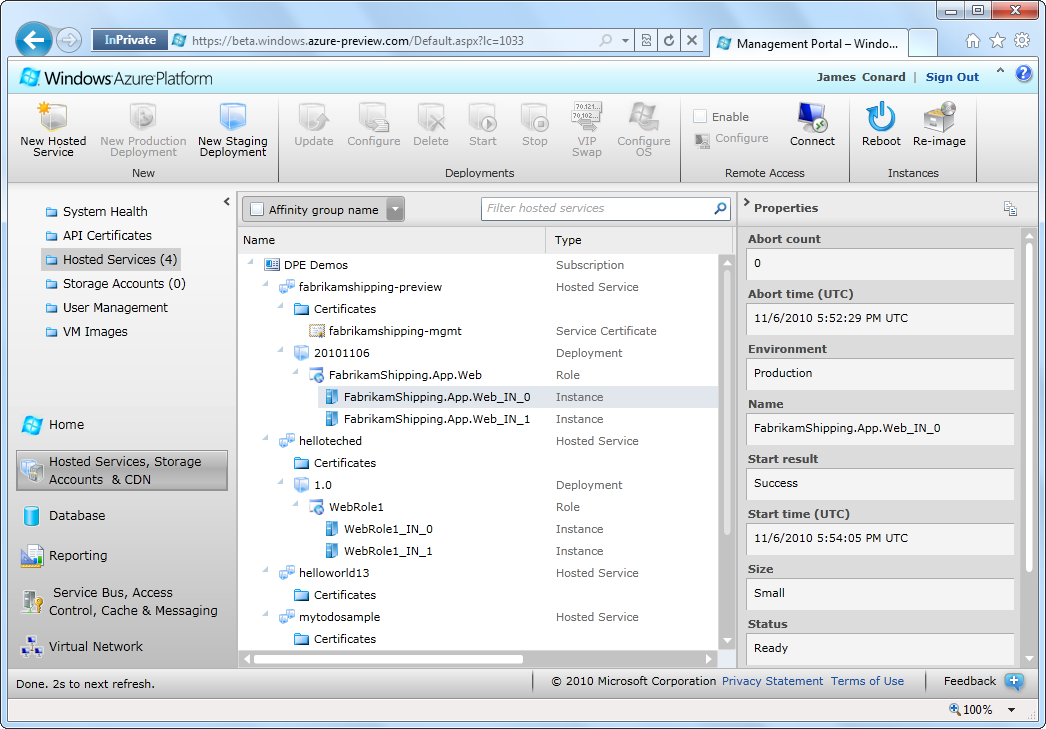 InPrivate https://beta.windows.azure-preview.com/Default.aspx?lc=1033 Management Portal – Windo...
Windows Azure Platform
James Conard | Sign Out
New Hosted Service
New Production Deployment
New Staging Deployment
New
Update
Configure
Delete
Start
Stop
70,121...
70,102...
VIP Swap
Configure OS
Deployments
Enable
Configure
Connect
Remote Access
Reboot
Re-image
Instances
System Health
API Certificates
Hosted Services (4)
Storage Accounts (0)
User Management
VM Images
Home
Hosted Services, Storage
Accounts & CDN
Database
Reporting
Service Bus, Access
Control, Cache & Messaging
Virtual Network
Affinity group name
Filter hosted services
Name Type
DPE Demos Subscription
fabrikamshipping-preview Hosted Service
Certificates
fabrikamshipping-mgmt Service Certificate
20101106 Deployment
FabrikamShipping.App.Web Role
FabrikamShipping.App.Web_IN_0 Instance
FabrikamShipping.App.Web_IN_1 Instance
helloteched Hosted Service
Certificates
1.0 Deployment
WebRole1 Role
WebRole1_IN_0 Instance
WebRole1_IN_1 Instance
helloworld13 Hosted Service
Certificates
mytodosample Hosted Service
Certificates
Properties
Abort count
0
Abort time (UTC)
11/6/2010 5:52:29 PM UTC
Environment
Production
Name
FabrikamShipping.App.Web_IN_0
Start result
Success
Start time (UTC)
11/6/2010 5:54:05 PM UTC
Size
Small
Status
Ready
Done. 2s to next refresh.
© 2010 Microsoft Corporation Privacy Statement Terms of Use
Feedback
100%